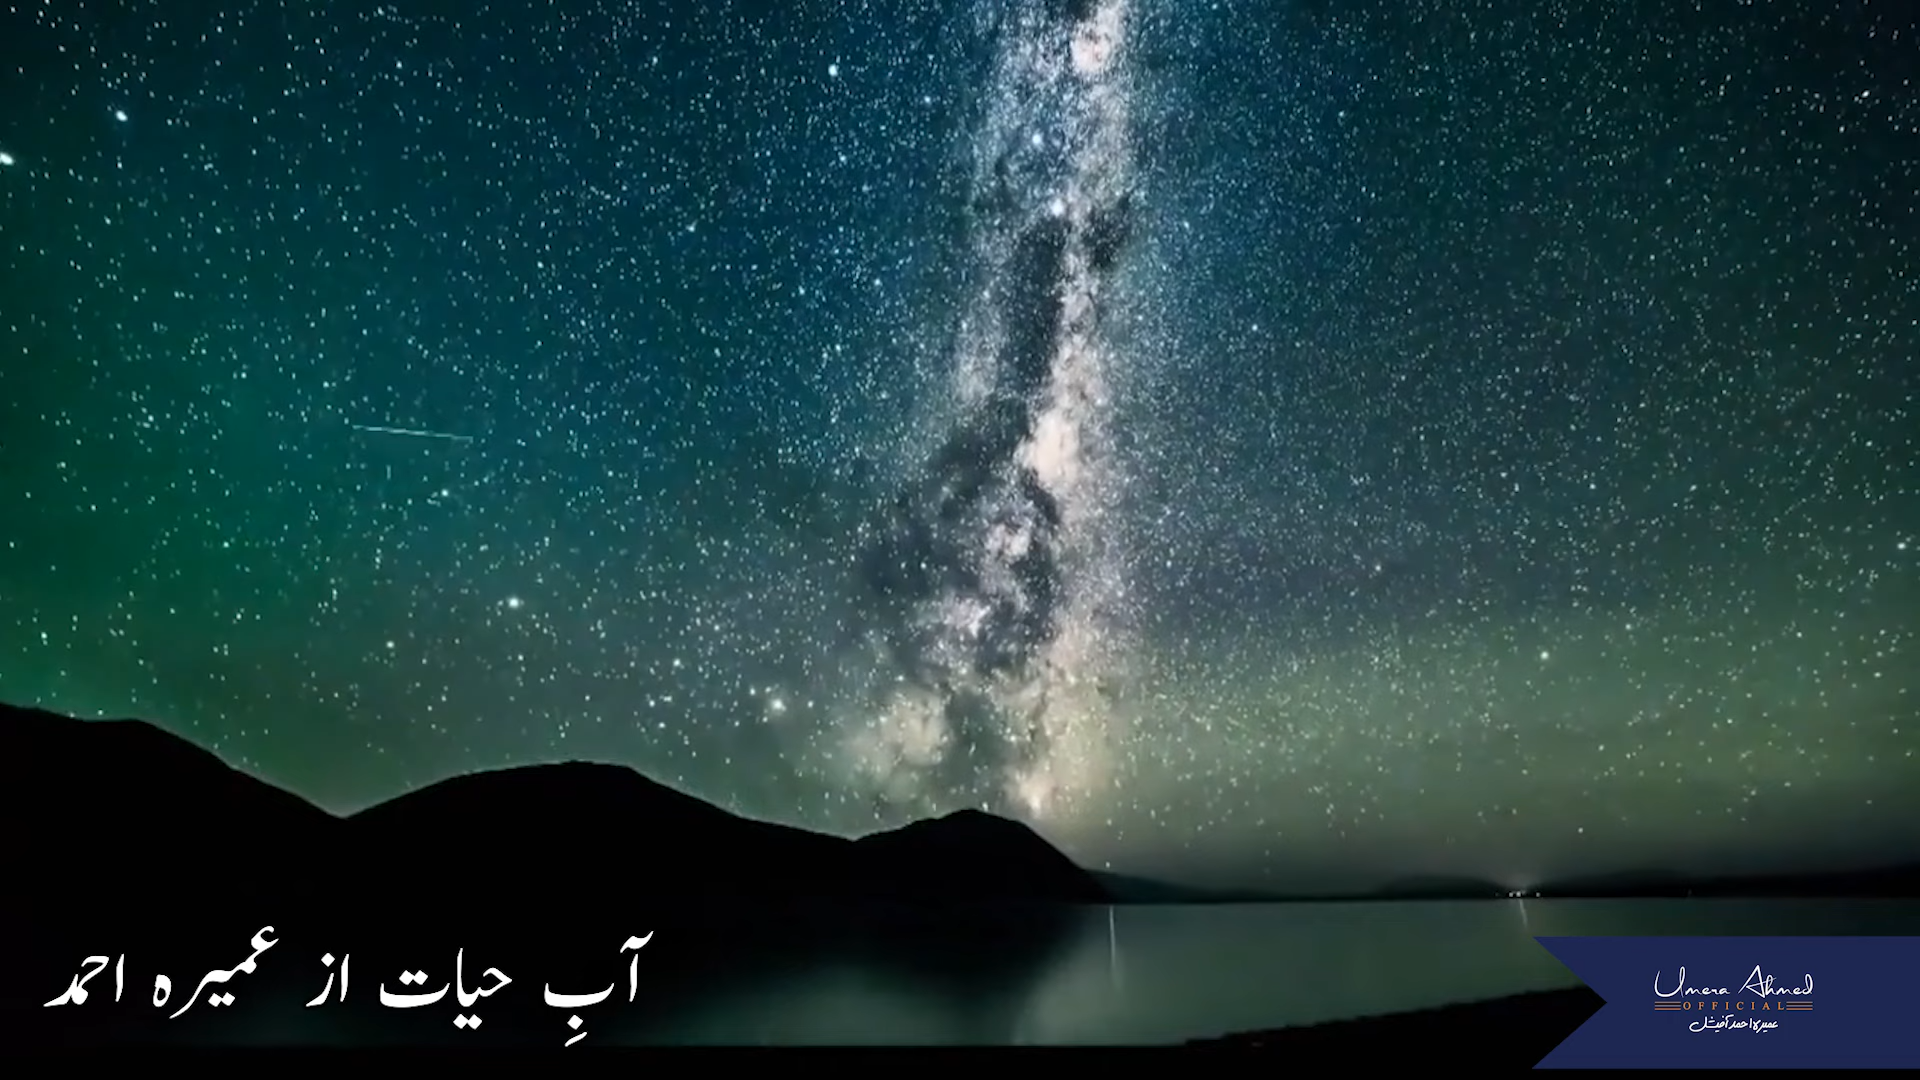 آبِ حیات از عمیرہ احمد
Umera Ahmed
OFFICIAL
عمیرہ احمد آفیشل